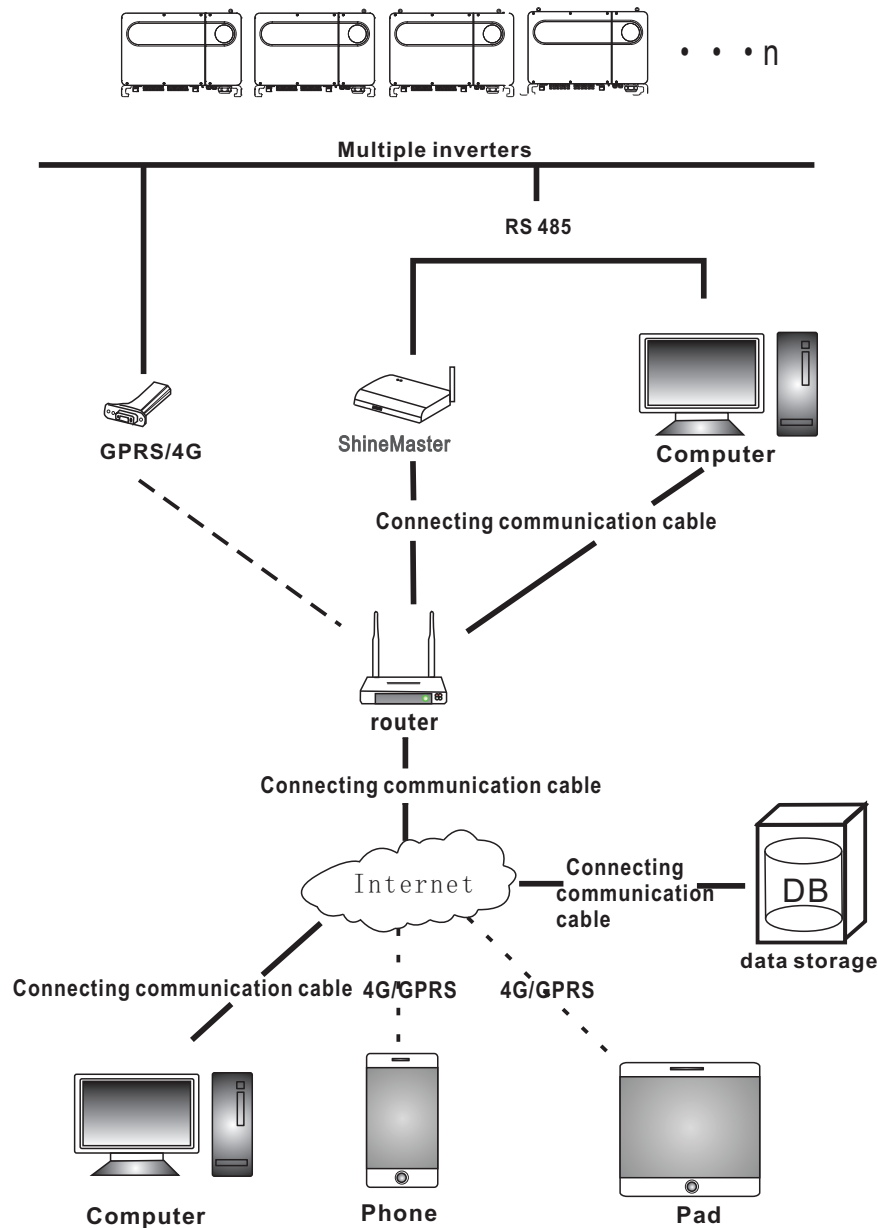 · · · n
Multiple inverters
RS 485
GPRS/4G
ShineMaster
Computer
Connecting communication cable
router
Connecting communication cable
Internet
Connecting
communication
cable
DB
data storage
Connecting communication cable
4G/GPRS
4G/GPRS
Computer
Phone
Pad